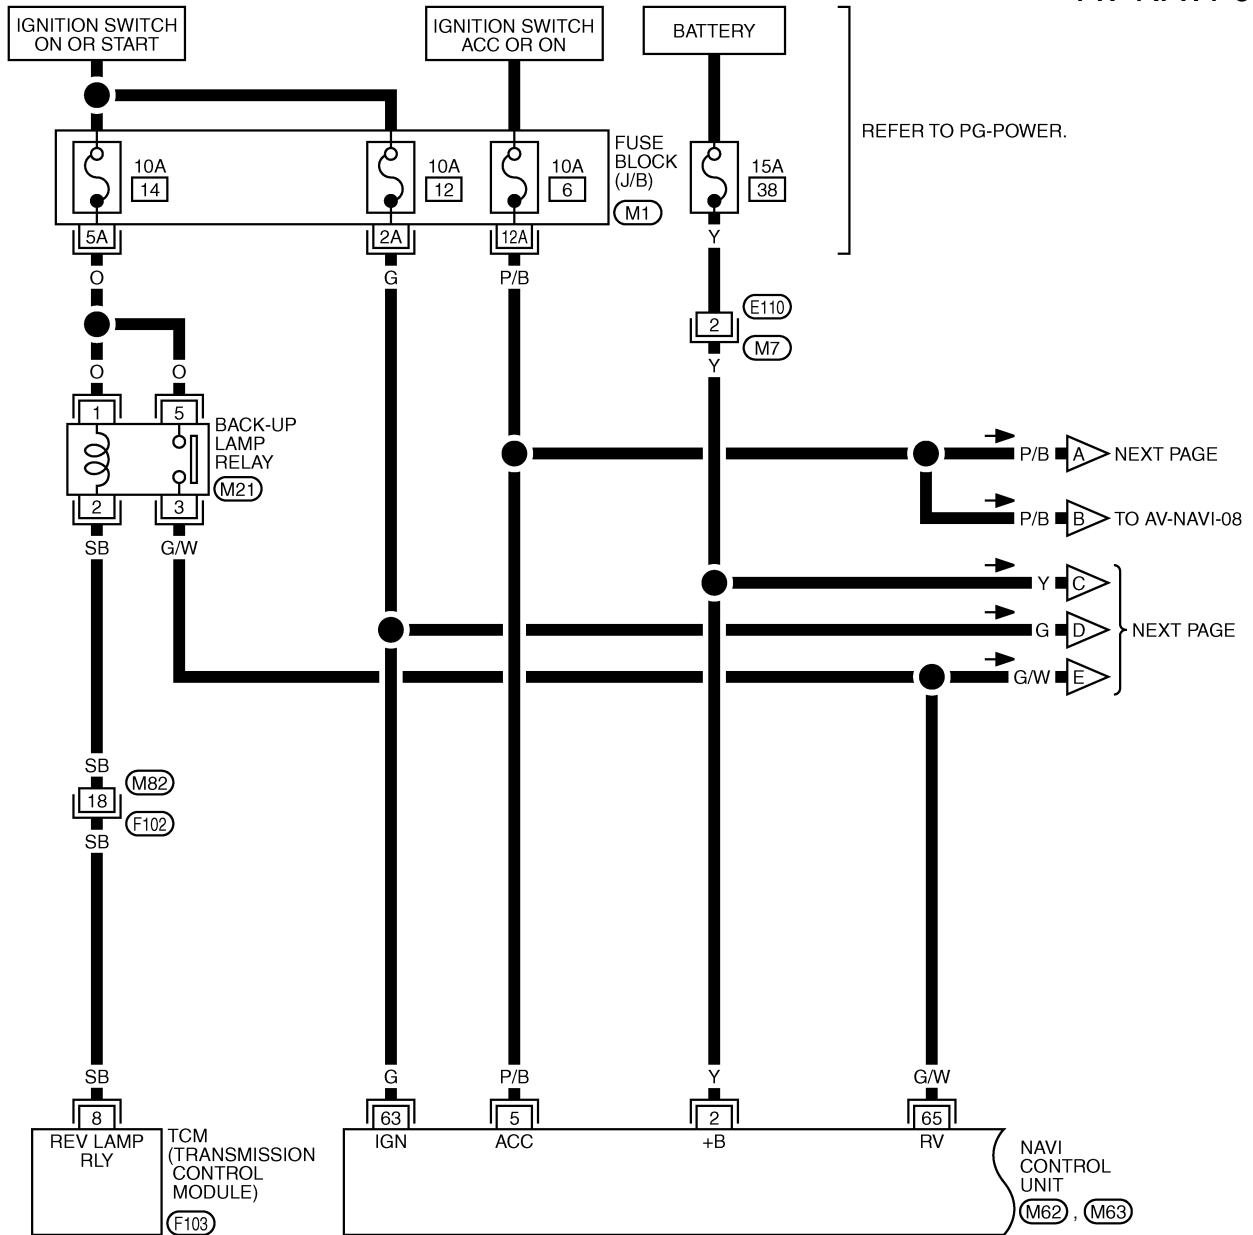 IGNITION SWITCH
ON OR START
IGNITION SWITCH
ACC OR ON
BATTERY
REFER TO PG-POWER.
FUSE
BLOCK
(J/B)
M1
10A
14
10A
12
10A
6
15A
38
5A
2A
12A
Y
O
G
P/B
E110
2
M7
Y
O
O
1
5
BACK-UP
LAMP
RELAY
M21
2
3
SB
G/W
P/B
A
NEXT PAGE
P/B
B
TO AV-NAVI-08
Y
C
G
D
NEXT PAGE
G/W
E
SB
M82
18
F102
SB
SB
G
P/B
Y
G/W
8
63
5
2
65
REV LAMP
RLY
TCM
(TRANSMISSION
CONTROL
MODULE)
F103
IGN
ACC
+B
RV
NAVI
CONTROL
UNIT
M62 , M63